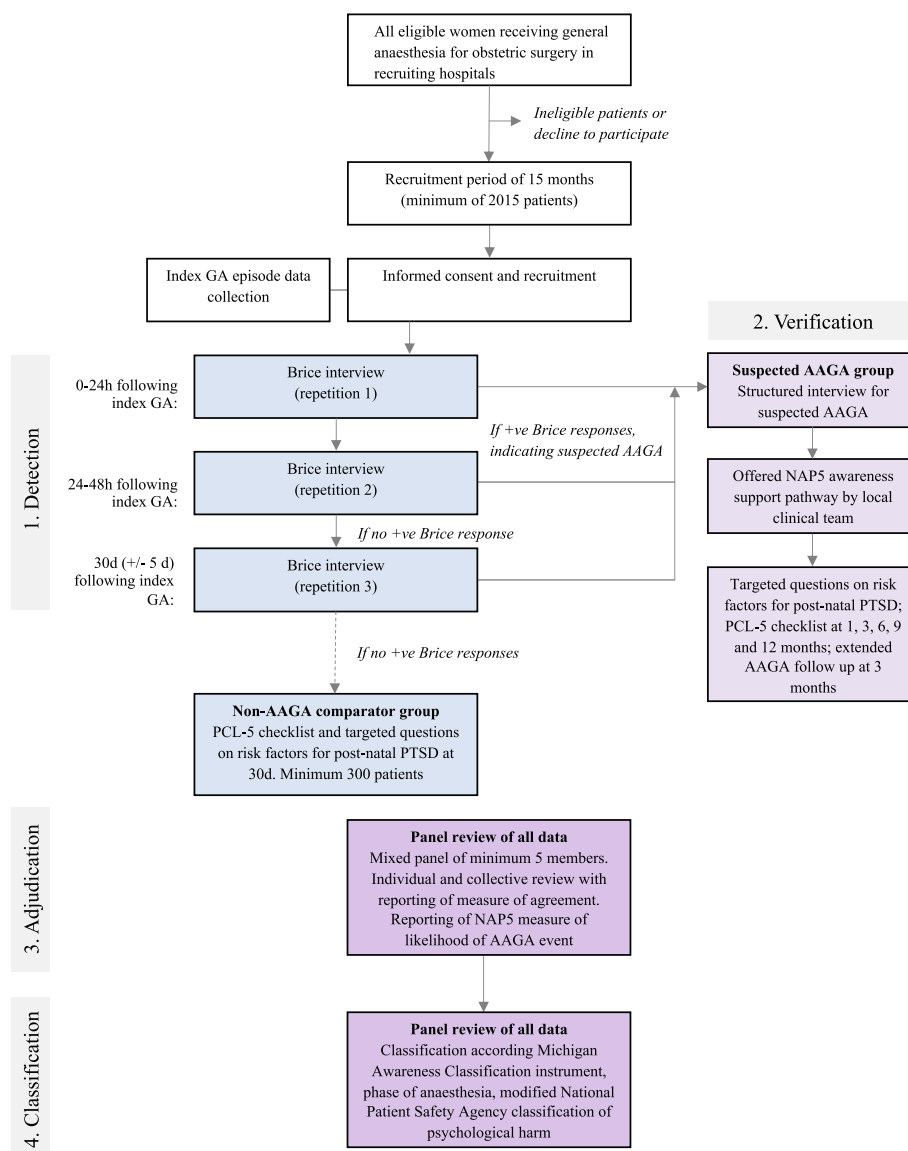 All eligible women receiving general
anaesthesia for obstetric surgery in
recruiting hospitals
Ineligible patients or
decline to participate
Recruitment period of 15 months
(minimum of 2015 patients)
Index GA episode data
collection
Informed consent and recruitment
2. Verification
1. Detection
0-24h following
index GA:
Brice interview
(repetition 1)
Suspected AAGA group
Structured interview for
suspected AAGA
If +ve Brice responses,
indicating suspected AAGA
24-48h following
index GA:
Brice interview
(repetition 2)
Offered NAP5 awareness
support pathway by local
clinical team
If no +ve Brice response
30d (+/- 5 d)
following index
GA:
Brice interview
(repetition 3)
Targeted questions on risk
factors for post-natal PTSD;
PCL-5 checklist at 1, 3, 6, 9
and 12 months; extended
AAGA follow up at 3
months
If no +ve Brice responses
Non-AAGA comparator group
PCL-5 checklist and targeted questions
on risk factors for post-natal PTSD at
30d. Minimum 300 patients
3. Adjudication
Panel review of all data
Mixed panel of minimum 5 members.
Individual and collective review with
reporting of measure of agreement.
Reporting of NAP5 measure of
likelihood of AAGA event
4. Classification
Panel review of all data
Classification according Michigan
Awareness Classification instrument,
phase of anaesthesia, modified National
Patient Safety Agency classification of
psychological harm